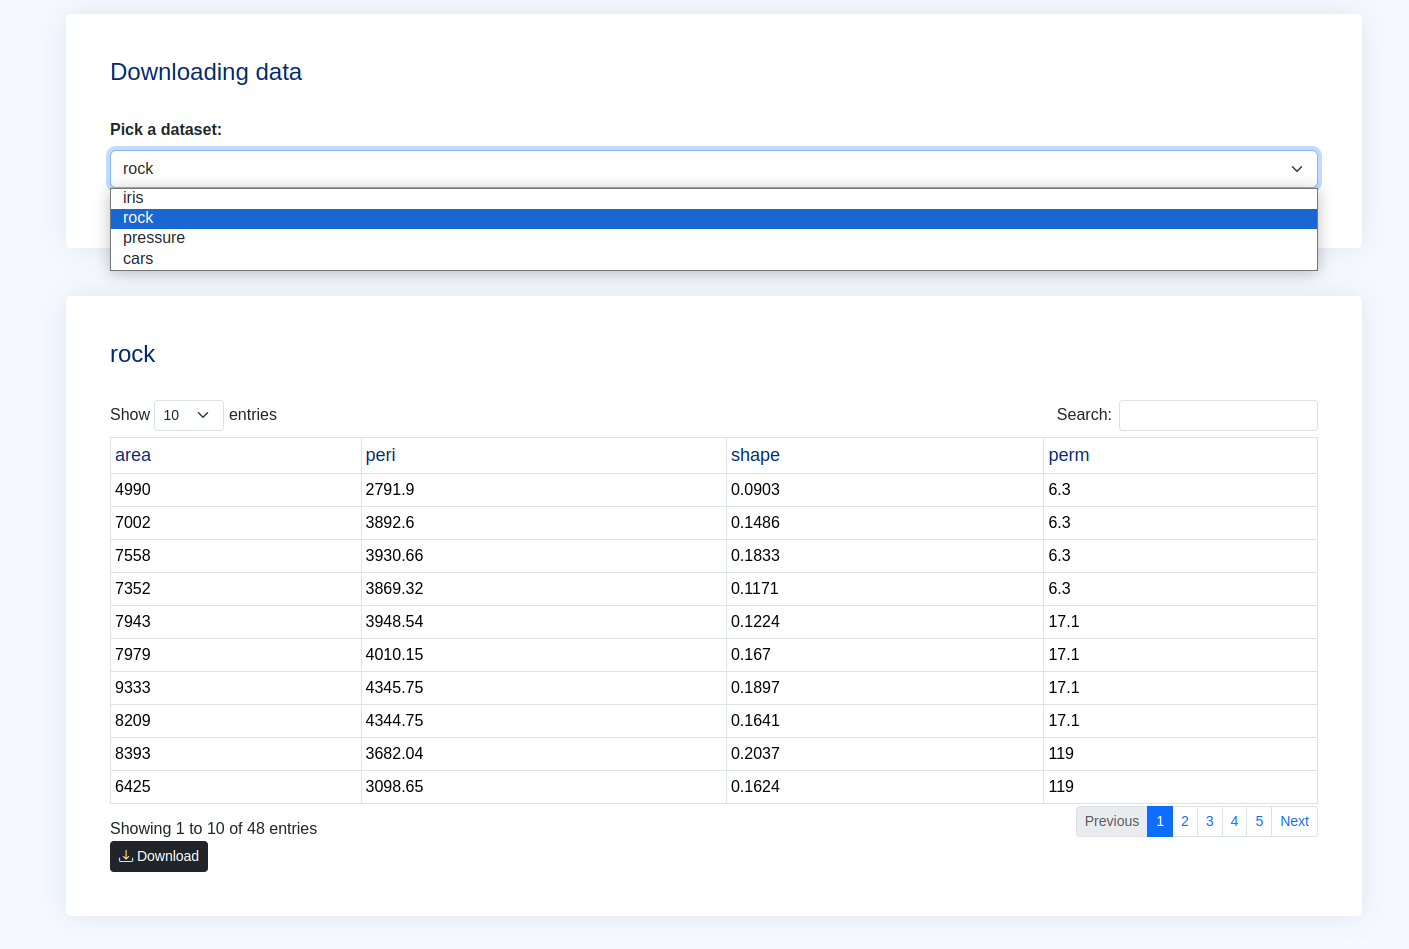 Downloading data
Pick a dataset:
rock
iris
rock
pressure
cars
rock
Show 10 entries Search:
area peri shape perm
4990 2791.9 0.0903 6.3
7002 3892.6 0.1486 6.3
7558 3930.66 0.1833 6.3
7352 3869.32 0.1171 6.3
7943 3948.54 0.1224 17.1
7979 4010.15 0.167 17.1
9333 4345.75 0.1897 17.1
8209 4344.75 0.1641 17.1
8393 3682.04 0.2037 119
6425 3098.65 0.1624 119
Showing 1 to 10 of 48 entries Previous 1 2 3 4 5 Next
Download